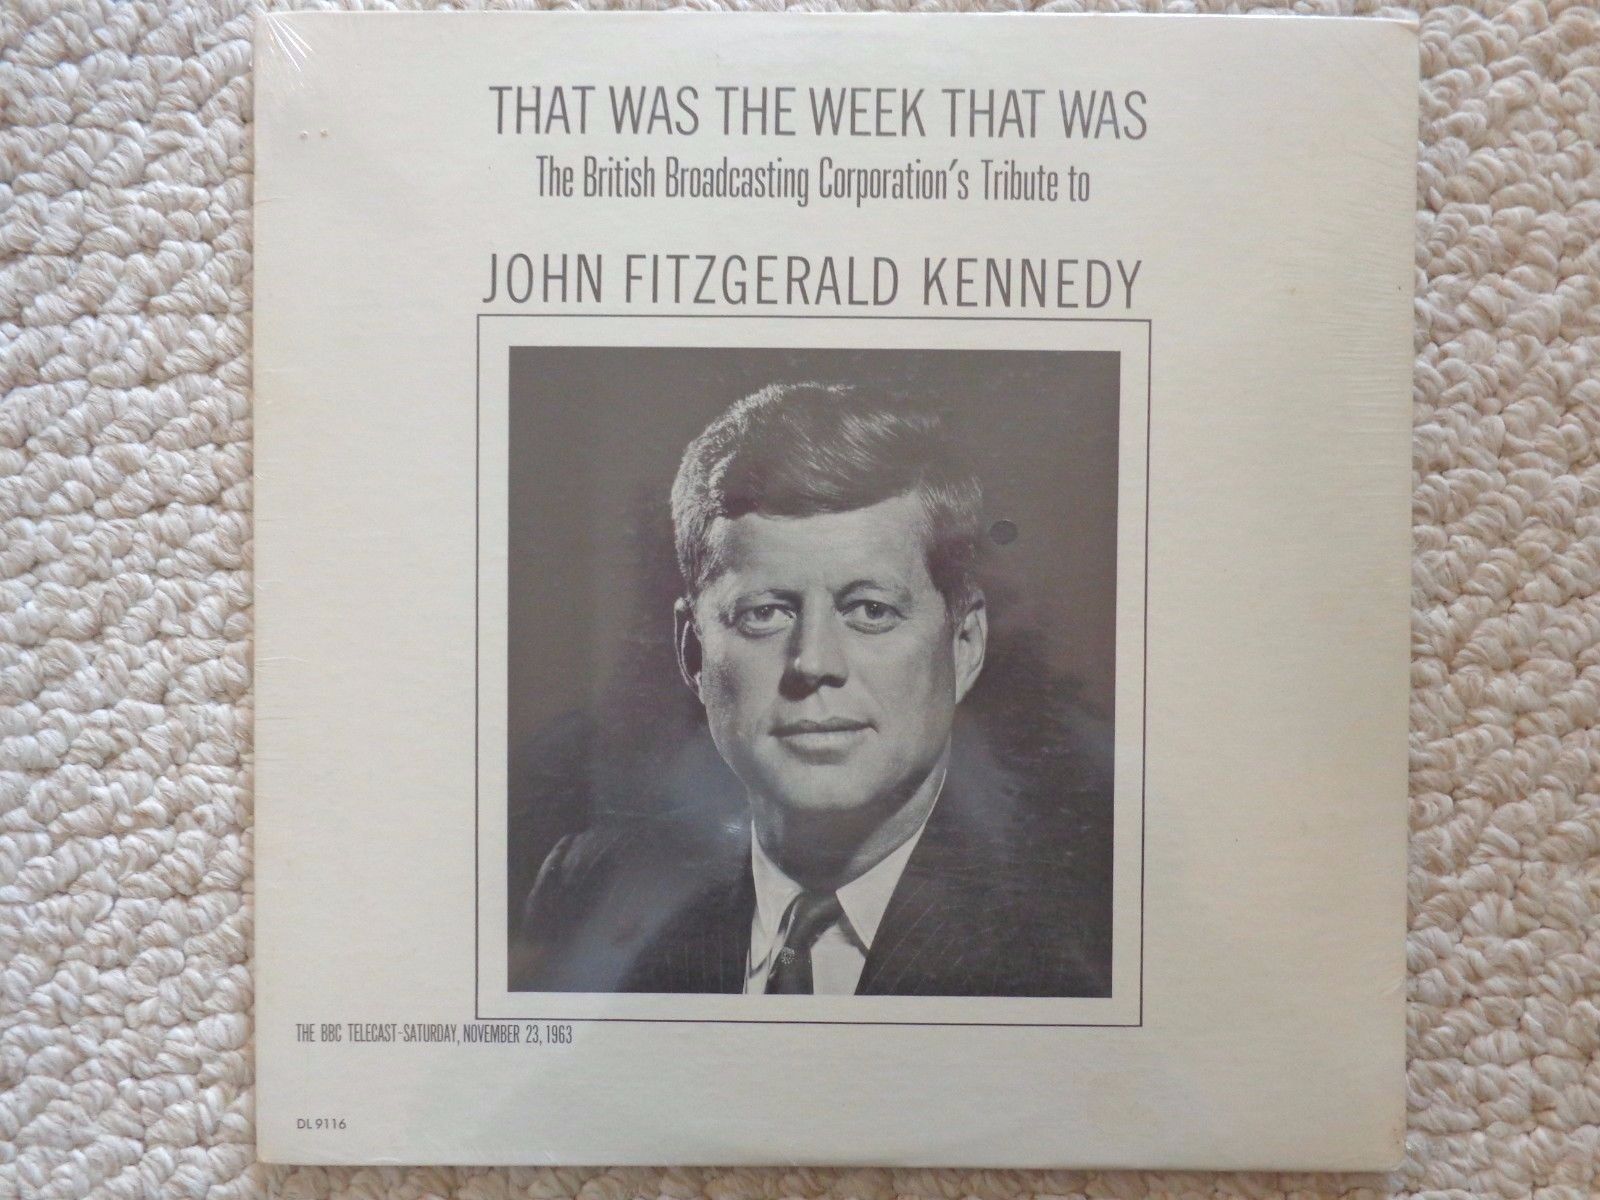 THAT WAS THE WEEK THAT WAS
The British Broadcasting Corporation's Tribute to
JOHN FITZGERALD KENNEDY
THE BBC TELECAST-SATURDAY, NOVEMBER 23, 1963
DL 9116